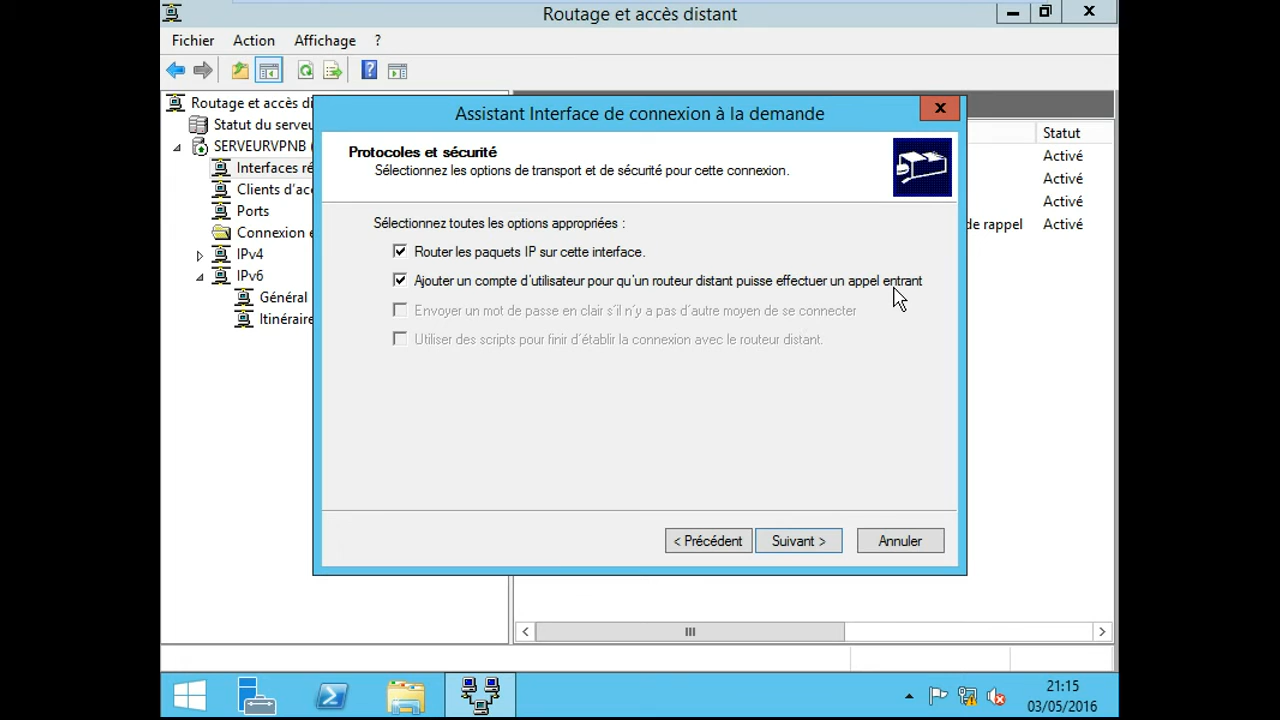 Routage et accès distant
Fichier Action Affichage ?
Routage et accès di
Statut du serveu
SERVEURVPNB (
Interfaces ré
Clients d'acc
Ports
Connexion e
IPv4
IPv6
Général
Itinéraire
Statut
Activé
Activé
Activé
de rappel Activé
Assistant Interface de connexion à la demande
x
Protocoles et sécurité
Sélectionnez les options de transport et de sécurité pour cette connexion.
Sélectionnez toutes les options appropriées :
Router les paquets IP sur cette interface.
Ajouter un compte d'utilisateur pour qu'un routeur distant puisse effectuer un appel entrant
Envoyer un mot de passe en clair s'il n'y a pas d'autre moyen de se connecter
Utiliser des scripts pour finir d'établir la connexion avec le routeur distant.
< Précédent Suivant > Annuler
21:15
03/05/2016